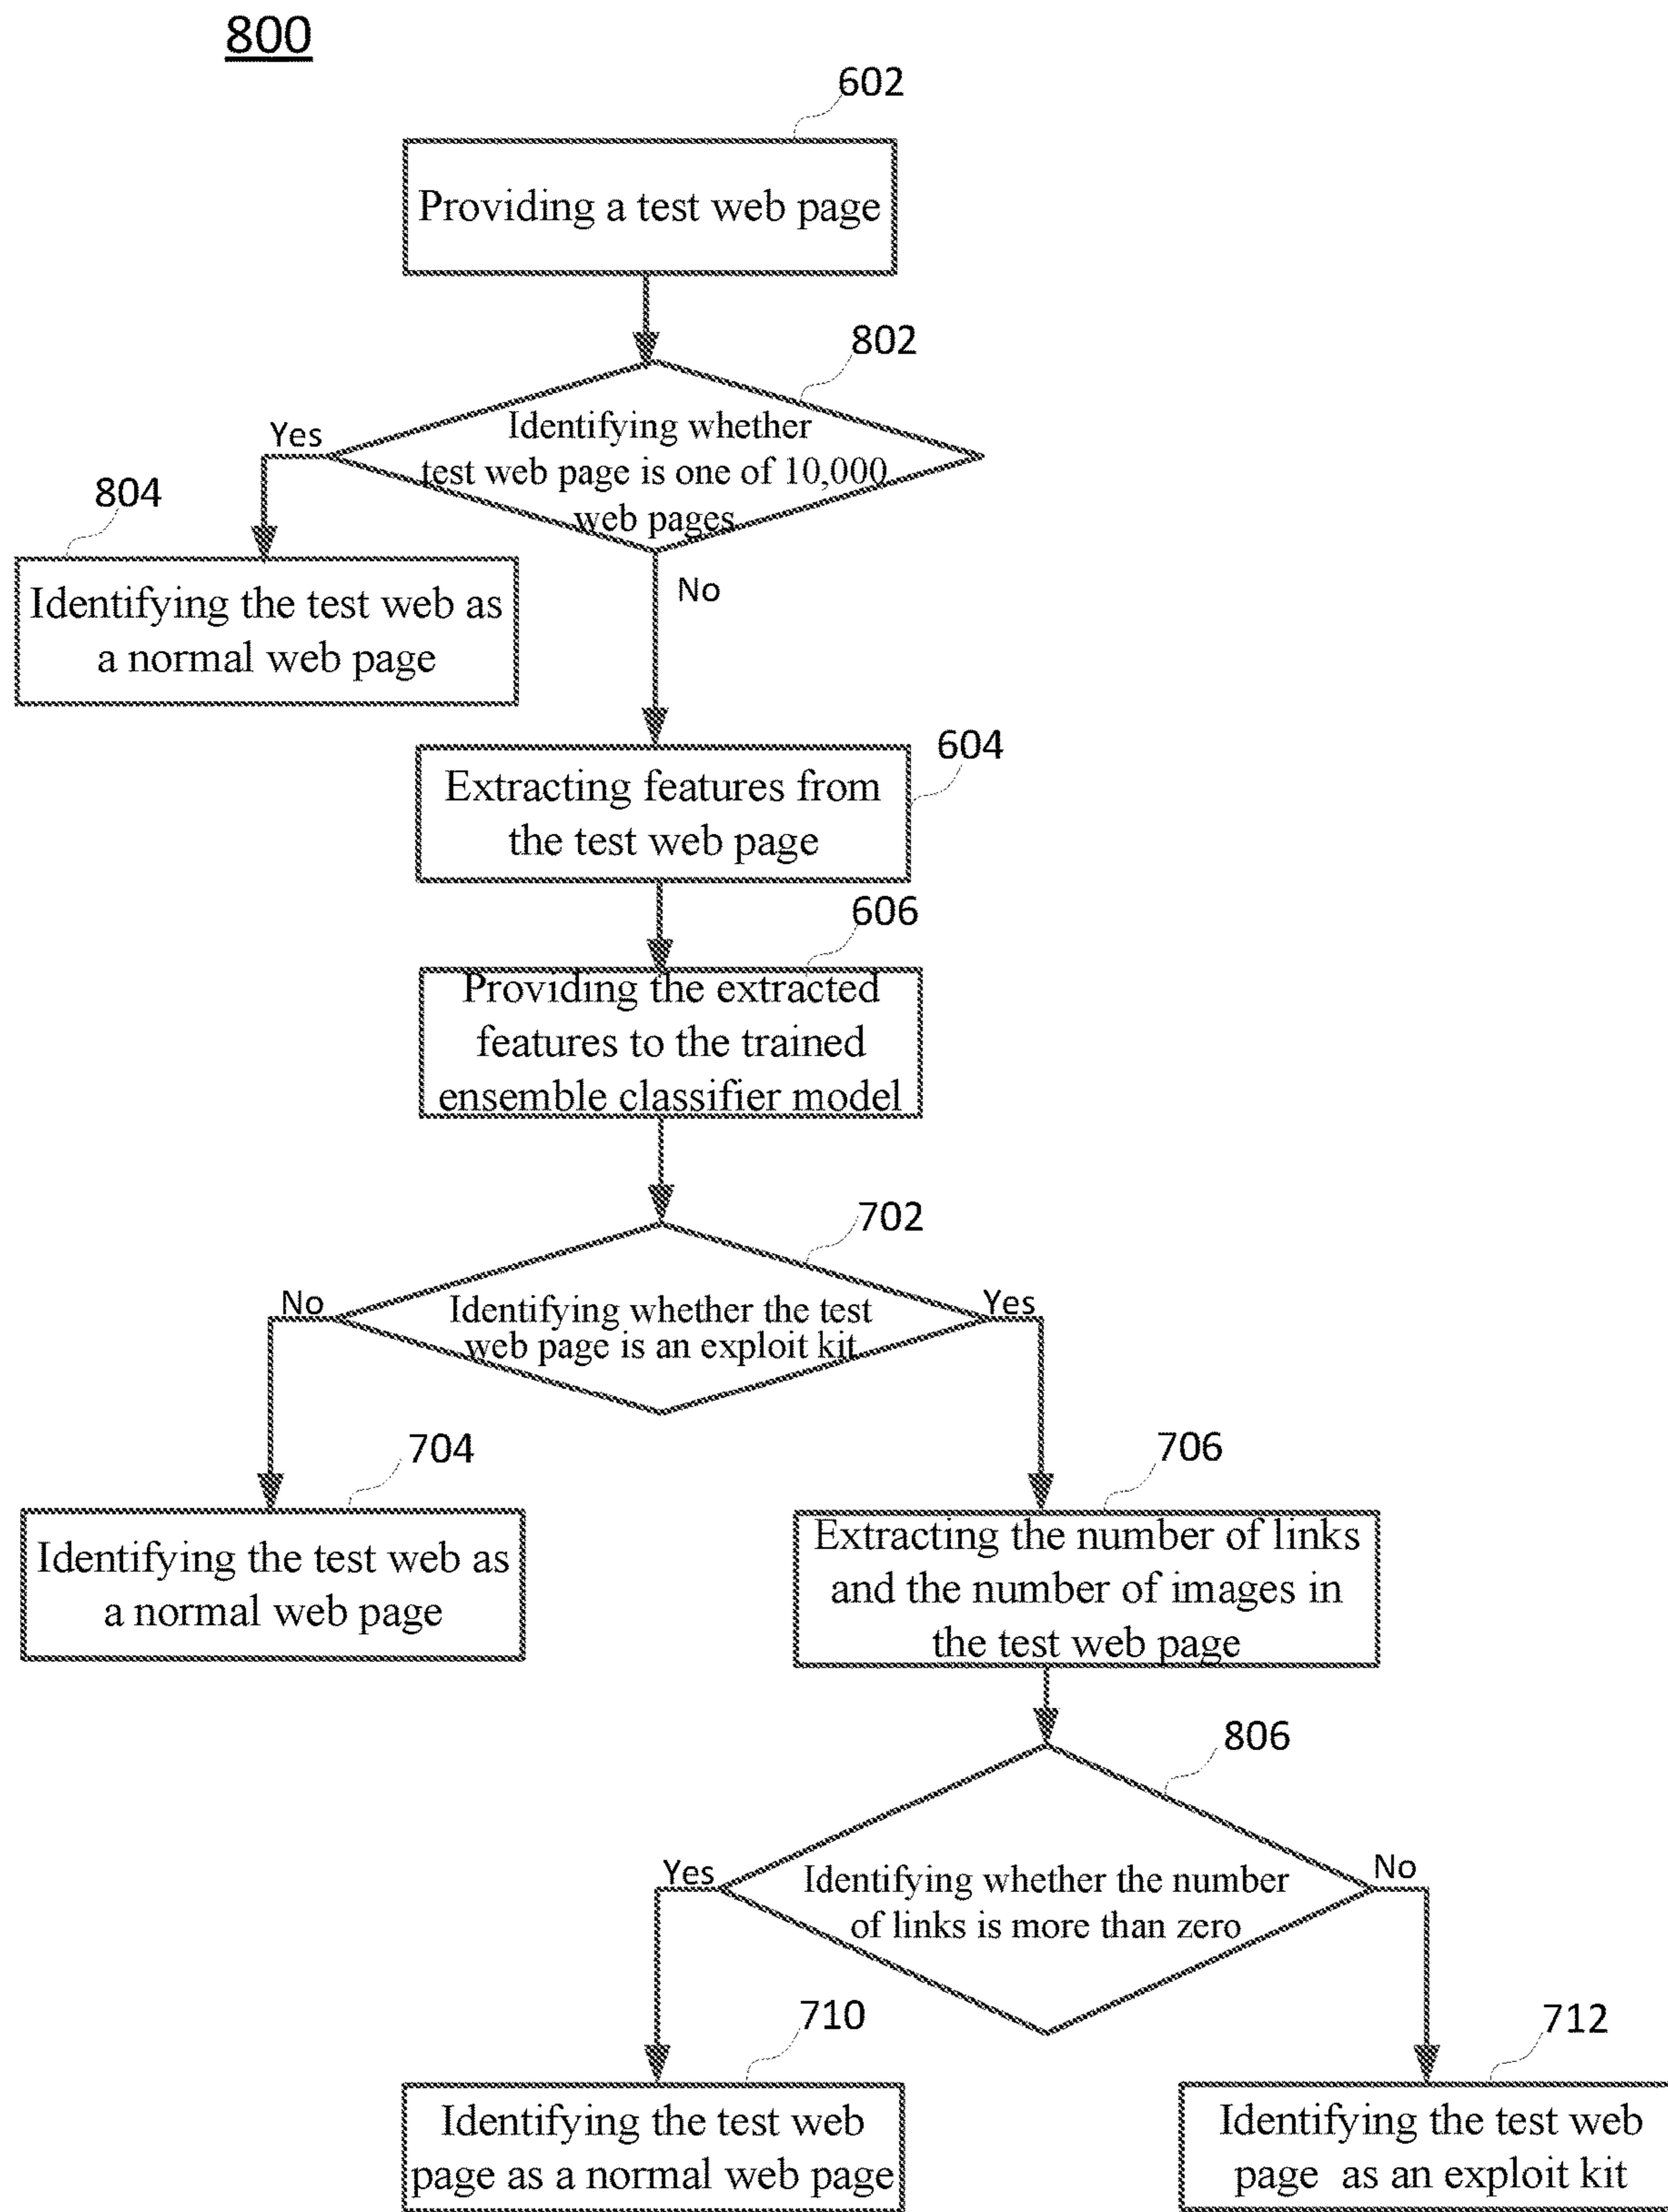 800
602
Providing a test web page
802
Identifying whether
test web page is one of 10,000
web pages
Yes
804
Identifying the test web as
a normal web page
No
604
Extracting features from
the test web page
606
Providing the extracted
features to the trained
ensemble classifier model
702
Identifying whether the test
web page is an exploit kit
No
Yes
704
Identifying the test web as
a normal web page
706
Extracting the number of links
and the number of images in
the test web page
806
Identifying whether the number
of links is more than zero
Yes
No
710
Identifying the test web
page as a normal web page
712
Identifying the test web
page as an exploit kit